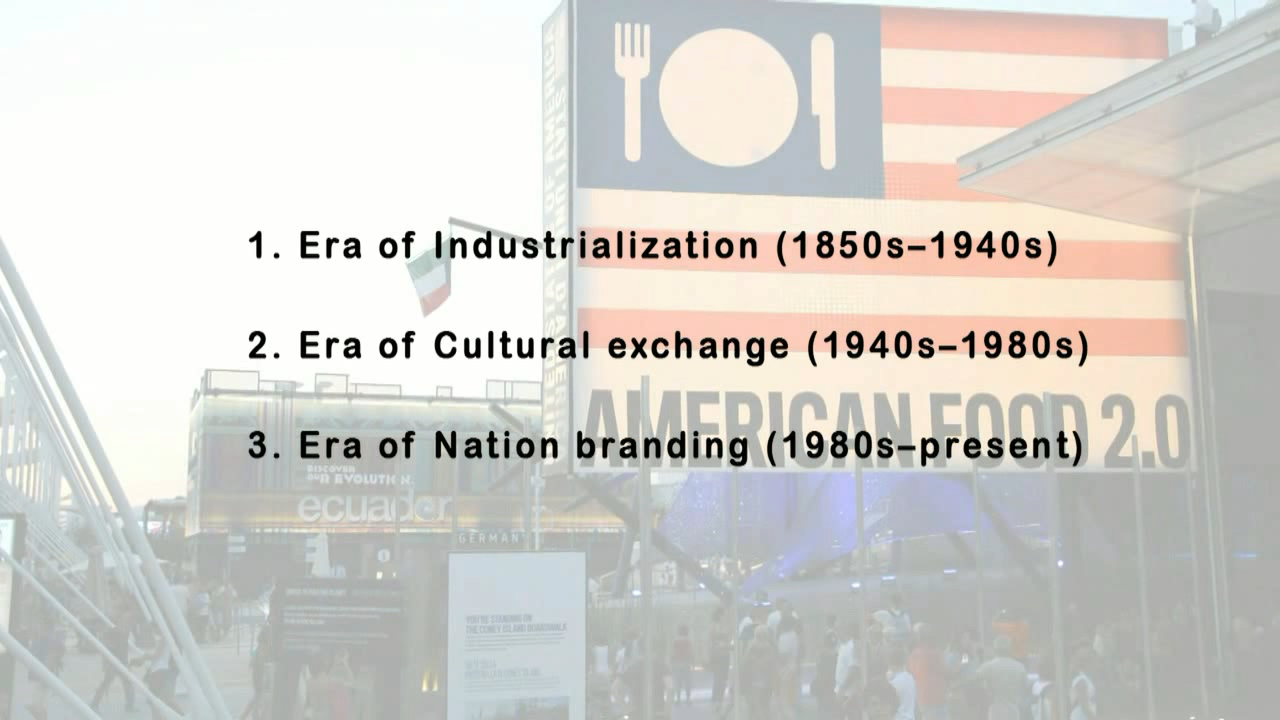 1. Era of Industrialization (1850s–1940s)
2. Era of Cultural exchange (1940s–1980s)
3. Era of Nation branding (1980s–present)
AMERICAN FOOD 2.0
DISCOVER
OUR EVOLUTION
ecuador
GERMANY
YOU'RE STANDING ON
THE CONEY ISLAND BOARDWALK